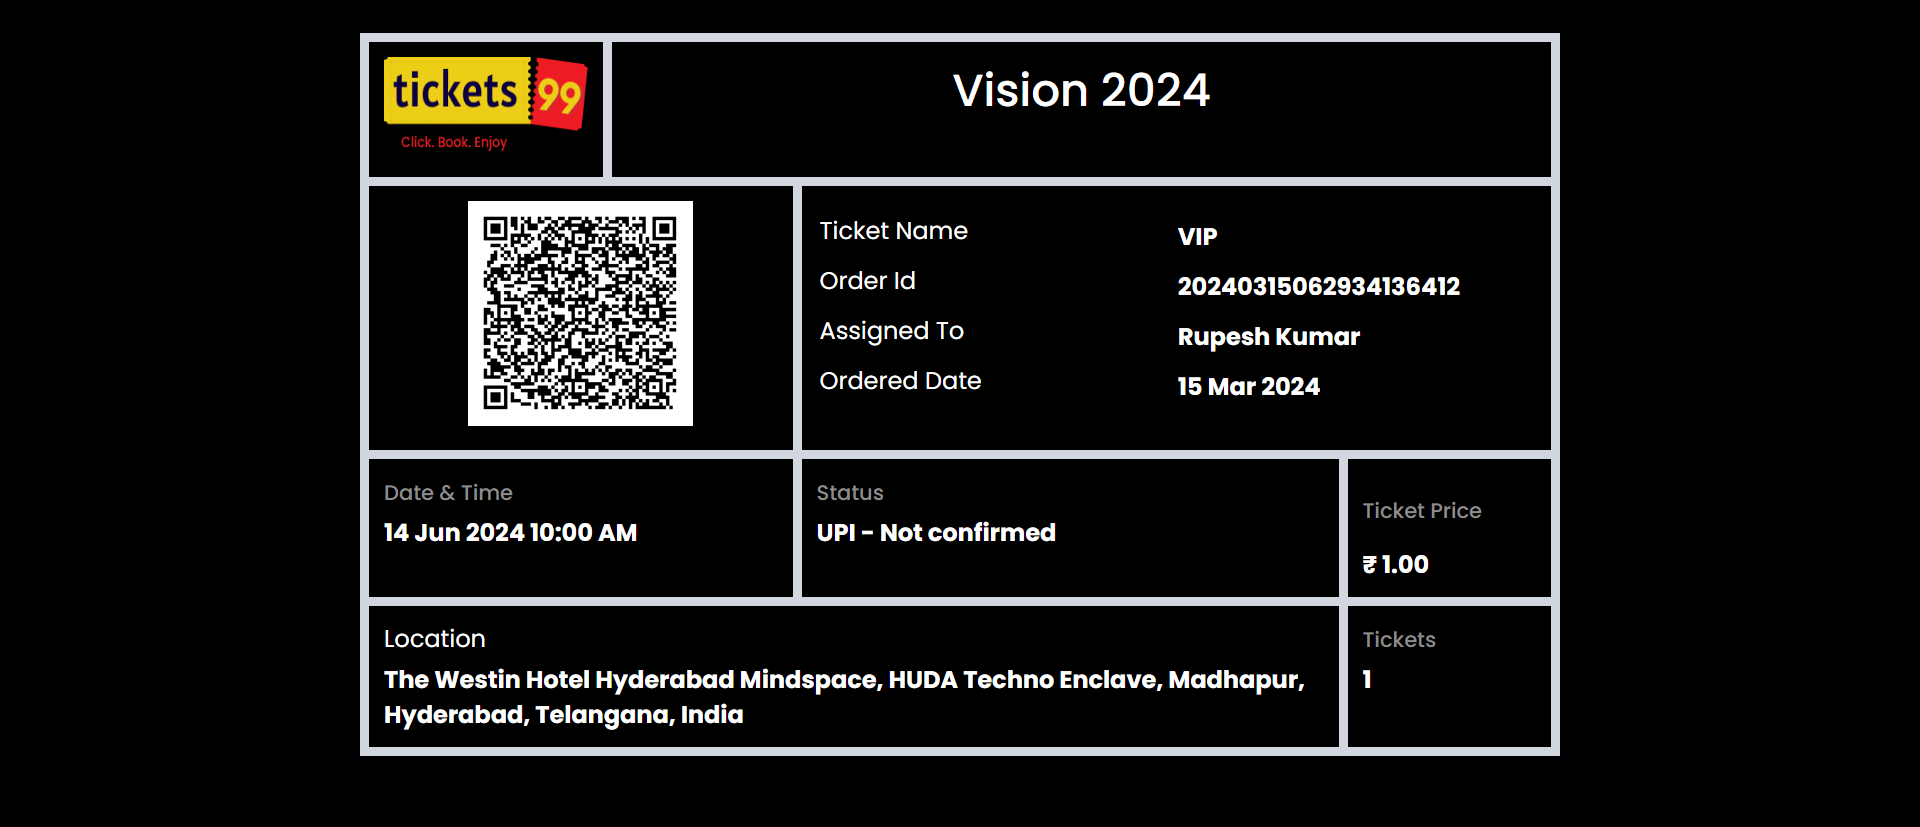 tickets 99
Click. Book. Enjoy
Vision 2024
Ticket Name VIP
Order Id 20240315062934136412
Assigned To Rupesh Kumar
Ordered Date 15 Mar 2024
Date & Time
14 Jun 2024 10:00 AM
Status
UPI - Not confirmed
Ticket Price
₹ 1.00
Location
The Westin Hotel Hyderabad Mindspace, HUDA Techno Enclave, Madhapur,
Hyderabad, Telangana, India
Tickets
1